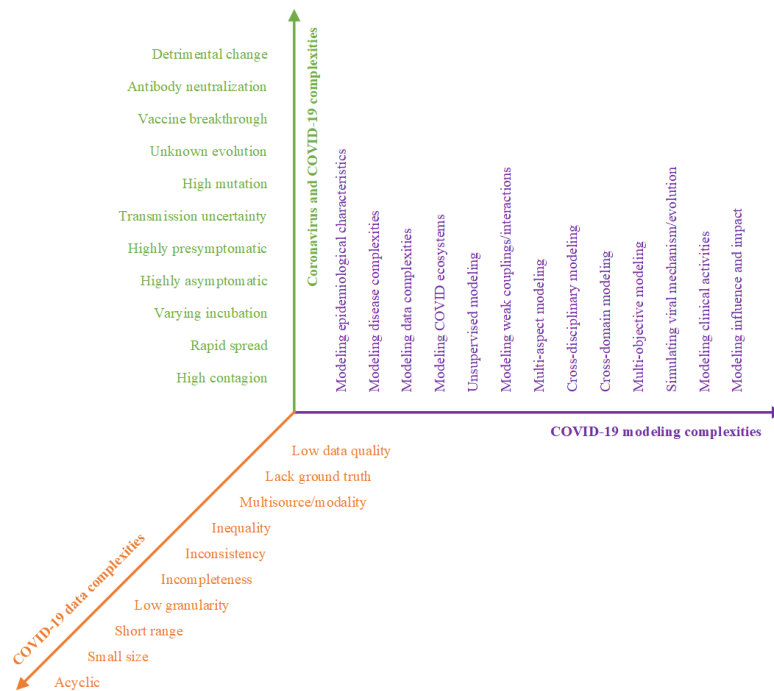 Detrimental change
Antibody neutralization
Vaccine breakthrough
Unknown evolution
High mutation
Transmission uncertainty
Highly presymptomatic
Highly asymptomatic
Varying incubation
Rapid spread
High contagion
Coronavirus and COVID-19 complexities
Modeling epidemiological characteristics
Modeling disease complexities
Modeling data complexities
Modeling COVID ecosystems
Unsupervised modeling
Modeling weak couplings/interactions
Multi-aspect modeling
Cross-disciplinary modeling
Cross-domain modeling
Multi-objective modeling
Simulating viral mechanism/evolution
Modeling clinical activities
Modeling influence and impact
COVID-19 modeling complexities
Low data quality
Lack ground truth
Multisource/modality
Inequality
Inconsistency
Incompleteness
Low granularity
Short range
Small size
Acyclic
COVID-19 data complexities